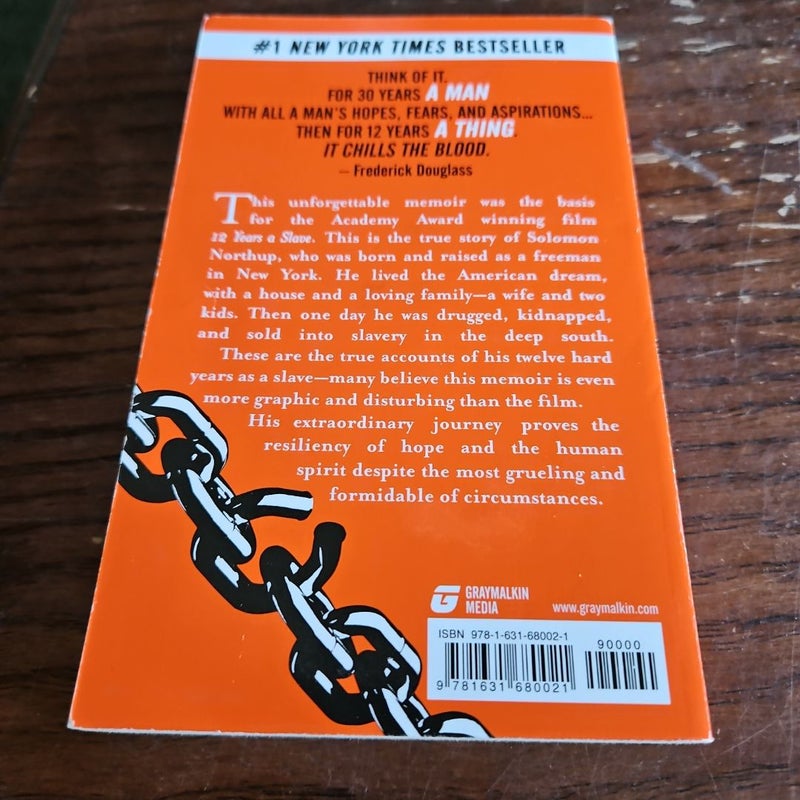 #1 NEW YORK TIMES BESTSELLER
THINK OF IT.
FOR 30 YEARS A MAN
WITH ALL A MAN'S HOPES, FEARS, AND ASPIRATIONS...
THEN FOR 12 YEARS A THING.
IT CHILLS THE BLOOD.
— Frederick Douglass
This unforgettable memoir was the basis
for the Academy Award winning film
12 Years a Slave. This is the true story of Solomon
Northup, who was born and raised as a freeman
in New York. He lived the American dream,
with a house and a loving family—a wife and two
kids. Then one day he was drugged, kidnapped,
and sold into slavery in the deep south.
These are the true accounts of his twelve hard
years as a slave—many believe this memoir is even
more graphic and disturbing than the film.
His extraordinary journey proves the
resiliency of hope and the human
spirit despite the most grueling and
formidable of circumstances.
GRAYMALKIN
MEDIA
www.graymalkin.com
ISBN 978-1-631-68002-1
90000
9 781631 680021